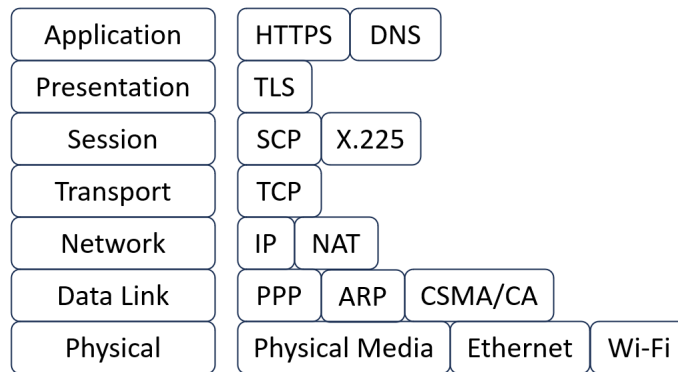 Application HTTPS DNS
Presentation TLS
Session SCP X.225
Transport TCP
Network IP NAT
Data Link PPP ARP CSMA/CA
Physical Physical Media Ethernet Wi-Fi